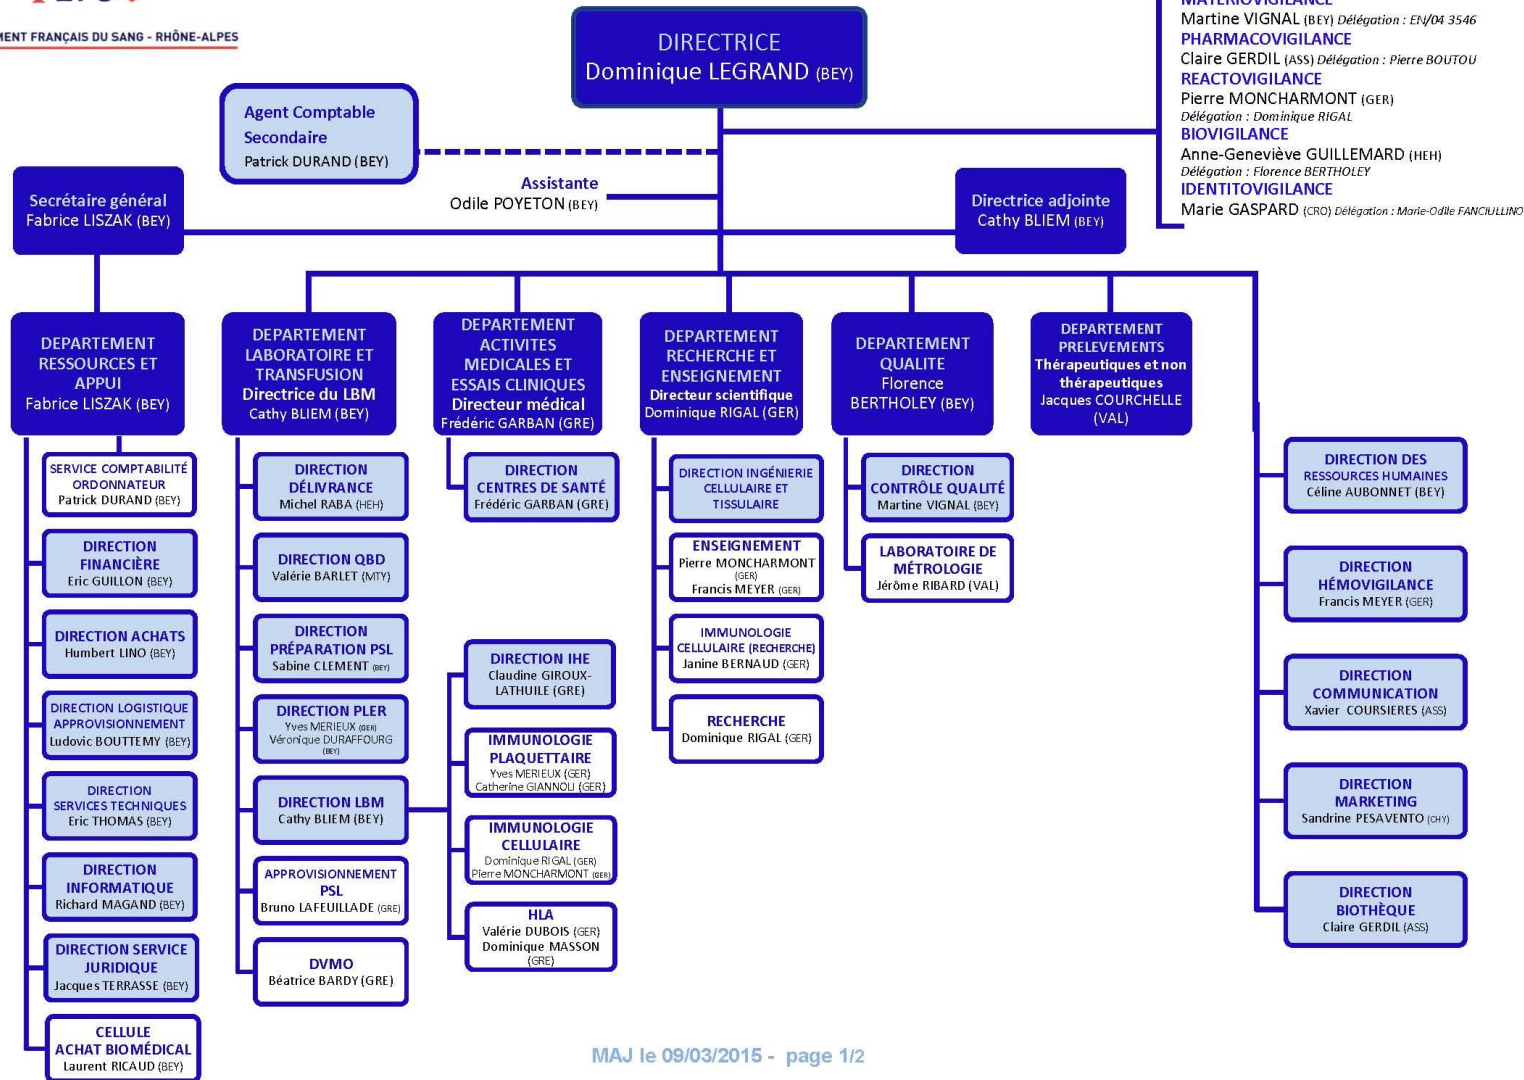 MENT FRANÇAIS DU SANG - RHÔNE-ALPES
DIRECTRICE
Dominique LEGRAND (BEY)
MATERIOVIGILANCE
Martine VIGNAL (BEY) Délégation : EN/04 3546
PHARMACOVIGILANCE
Claire GERDIL (ASS) Délégation : Pierre BOUTOU
REACTOVIGILANCE
Pierre MONCHARMONT (GER)
Délégation : Dominique RIGAL
BIOVIGILANCE
Anne-Geneviève GUILLEMARD (HEH)
Délégation : Florence BERTHOLEY
IDENTITOVIGILANCE
Marie GASPARD (CRO) Délégation : Marie-Odile FANCIULLINO
Agent Comptable
Secondaire
Patrick DURAND (BEY)
Assistante
Odile POYETON (BEY)
Secrétaire général
Fabrice LISZAK (BEY)
Directrice adjointe
Cathy BLIEM (BEY)
DEPARTEMENT
RESSOURCES ET
APPUI
Fabrice LISZAK (BEY)
SERVICE COMPTABILITÉ
ORDONNATEUR
Patrick DURAND (BEY)
DIRECTION
FINANCIÈRE
Eric GUILLON (BEY)
DIRECTION ACHATS
Humbert LINO (BEY)
DIRECTION LOGISTIQUE
APPROVISIONNEMENT
Ludovic BOUTTEMY (BEY)
DIRECTION
SERVICES TECHNIQUES
Eric THOMAS (BEY)
DIRECTION
INFORMATIQUE
Richard MAGAND (BEY)
DIRECTION SERVICE
JURIDIQUE
Jacques TERRASSE (BEY)
CELLULE
ACHAT BIOMÉDICAL
Laurent RICAUD (BEY)
DEPARTEMENT
LABORATOIRE ET
TRANSFUSION
Directrice du LBM
Cathy BLIEM (BEY)
DIRECTION
DÉLIVRANCE
Michel RABA (HEH)
DIRECTION QBD
Valérie BARLET (MTY)
DIRECTION
PRÉPARATION PSL
Sabine CLEMENT (BEY)
DIRECTION PLER
Yves MERIEUX (GER)
Véronique DURAFFOURG
(BEY)
DIRECTION LBM
Cathy BLIEM (BEY)
APPROVISIONNEMENT
PSL
Bruno LAFEUILLADE (GRE)
DVMO
Béatrice BARDY (GRE)
DEPARTEMENT
ACTIVITES
MEDICALES ET
ESSAIS CLINIQUES
Directeur médical
Frédéric GARBAN (GRE)
DIRECTION
CENTRES DE SANTÉ
Frédéric GARBAN (GRE)
DIRECTION IHE
Claudine GIROUX-
LATHUILE (GRE)
IMMUNOLOGIE
PLAQUETTAIRE
Yves MERIEUX (GER)
Catherine GIANNOLI (GER)
IMMUNOLOGIE
CELLULAIRE
Dominique RIGAL (GER)
Pierre MONCHARMONT (GER)
HLA
Valérie DUBOIS (GER)
Dominique MASSON
(GRE)
DEPARTEMENT
RECHERCHE ET
ENSEIGNEMENT
Directeur scientifique
Dominique RIGAL (GER)
DIRECTION INGÉNIERIE
CELLULAIRE ET
TISSULAIRE
ENSEIGNEMENT
Pierre MONCHARMONT
(GER)
Francis MEYER (GER)
IMMUNOLOGIE
CELLULAIRE (RECHERCHE)
Janine BERNAUD (GER)
RECHERCHE
Dominique RIGAL (GER)
DEPARTEMENT
QUALITE
Florence
BERTHOLEY (BEY)
DIRECTION
CONTRÔLE QUALITÉ
Martine VIGNAL (BEY)
LABORATOIRE DE
MÉTROLOGIE
Jérôme RIBARD (VAL)
DEPARTEMENT
PRELEVEMENTS
Thérapeutiques et non
thérapeutiques
Jacques COURCHELLE
(VAL)
DIRECTION DES
RESSOURCES HUMAINES
Céline AUBONNET (BEY)
DIRECTION
HÉMOVIGILANCE
Francis MEYER (GER)
DIRECTION
COMMUNICATION
Xavier COURSIERES (ASS)
DIRECTION
MARKETING
Sandrine PESAVENTO (CHY)
DIRECTION
BIOTHÈQUE
Claire GERDIL (ASS)
MAJ le 09/03/2015 - page 1/2